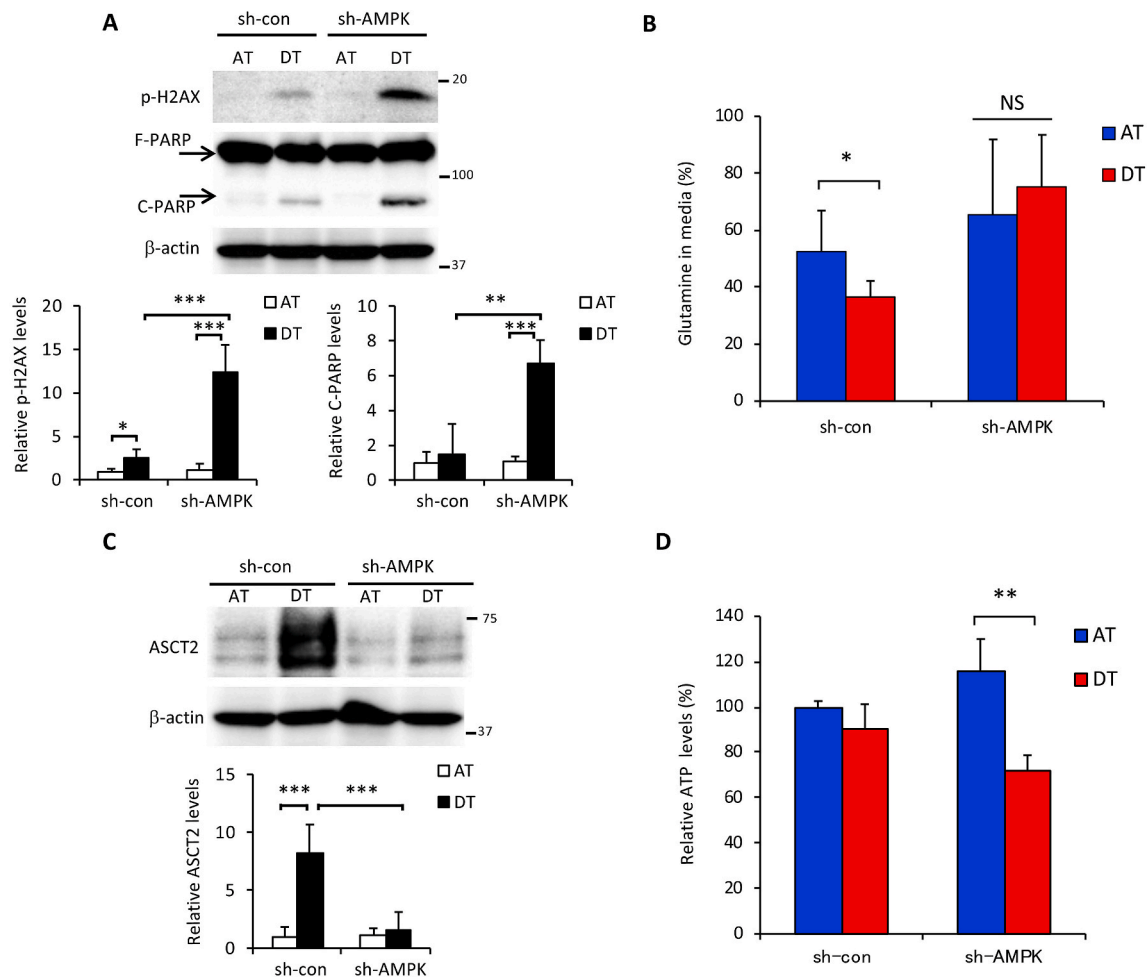 A
sh-con sh-AMPK
AT DT AT DT
p-H2AX
20
F-PARP
100
C-PARP
β-actin
37
Relative p-H2AX levels
20
15
10
5
0
*
***
***
AT
DT
sh-con sh-AMPK
Relative C-PARP levels
10
8
6
4
2
0
**
***
AT
DT
sh-con sh-AMPK
B
Glutamine in media (%)
100
80
60
40
20
0
*
NS
AT
DT
sh-con sh-AMPK
C
sh-con sh-AMPK
AT DT AT DT
75
ASCT2
β-actin
37
Relative ASCT2 levels
15
10
5
0
*** ***
AT
DT
sh-con sh-AMPK
D
Relative ATP levels (%)
140
120
100
80
60
40
20
0
**
AT
DT
sh-con sh-AMPK